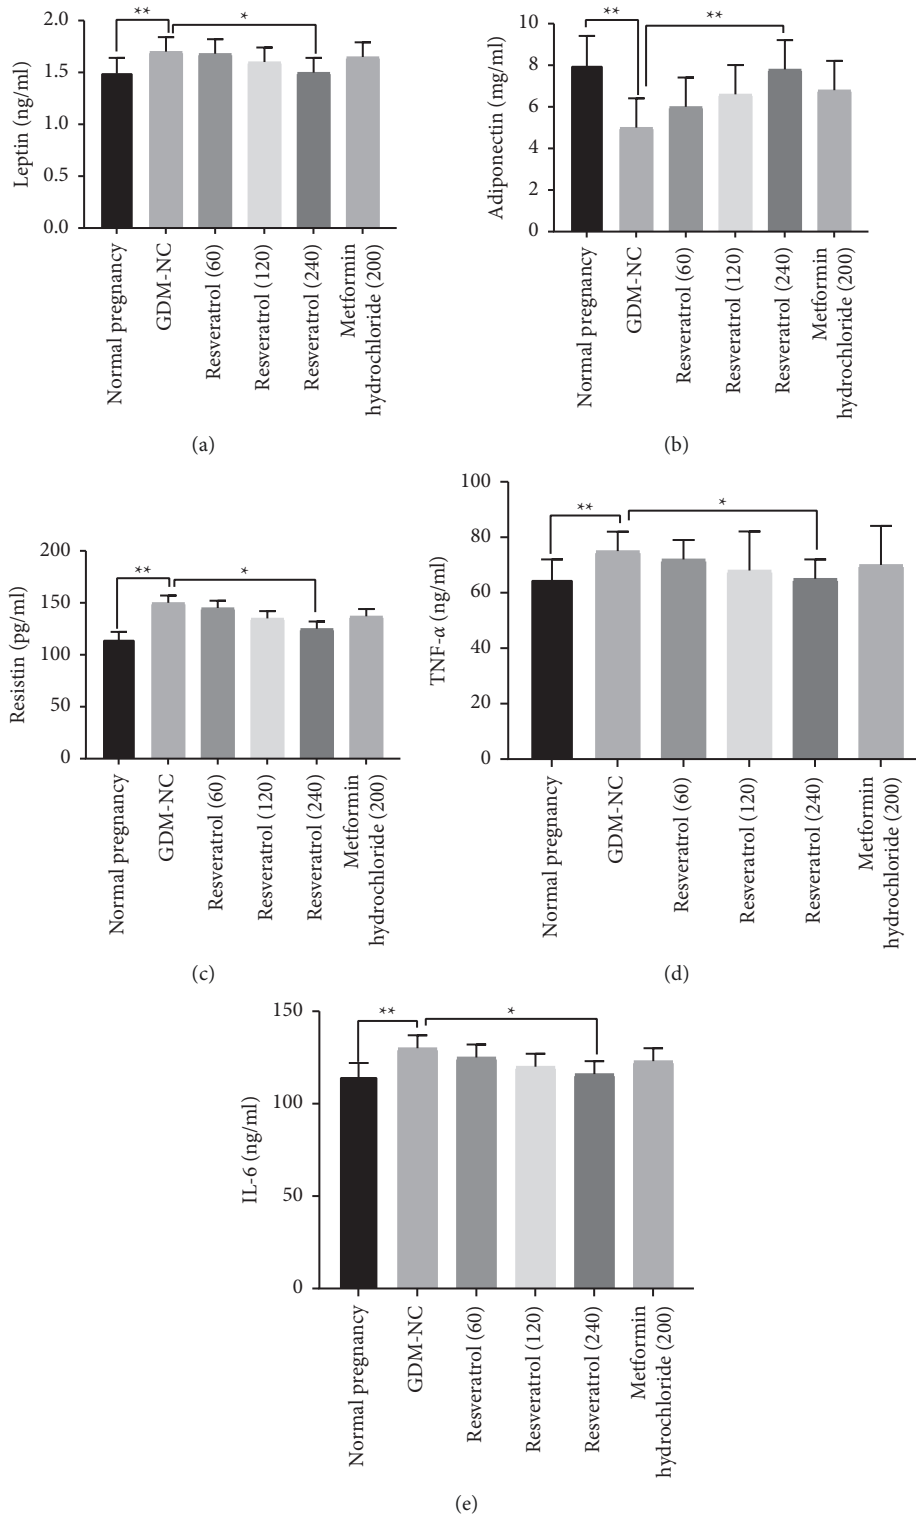 Leptin (ng/ml)
2.0
1.5
1.0
0.5
0.0
**
*
Normal pregnancy
GDM-NC
Resveratrol (60)
Resveratrol (120)
Resveratrol (240)
Metformin
hydrochloride (200)
(a)
Adiponectin (mg/ml)
10
8
6
4
2
0
**
**
Normal pregnancy
GDM-NC
Resveratrol (60)
Resveratrol (120)
Resveratrol (240)
Metformin
hydrochloride (200)
(b)
Resistin (pg/ml)
200
150
100
50
0
**
*
Normal pregnancy
GDM-NC
Resveratrol (60)
Resveratrol (120)
Resveratrol (240)
Metformin
hydrochloride (200)
(c)
TNF-α (ng/ml)
100
80
60
40
20
0
**
*
Normal pregnancy
GDM-NC
Resveratrol (60)
Resveratrol (120)
Resveratrol (240)
Metformin
hydrochloride (200)
(d)
IL-6 (ng/ml)
150
100
50
0
**
*
Normal pregnancy
GDM-NC
Resveratrol (60)
Resveratrol (120)
Resveratrol (240)
Metformin
hydrochloride (200)
(e)